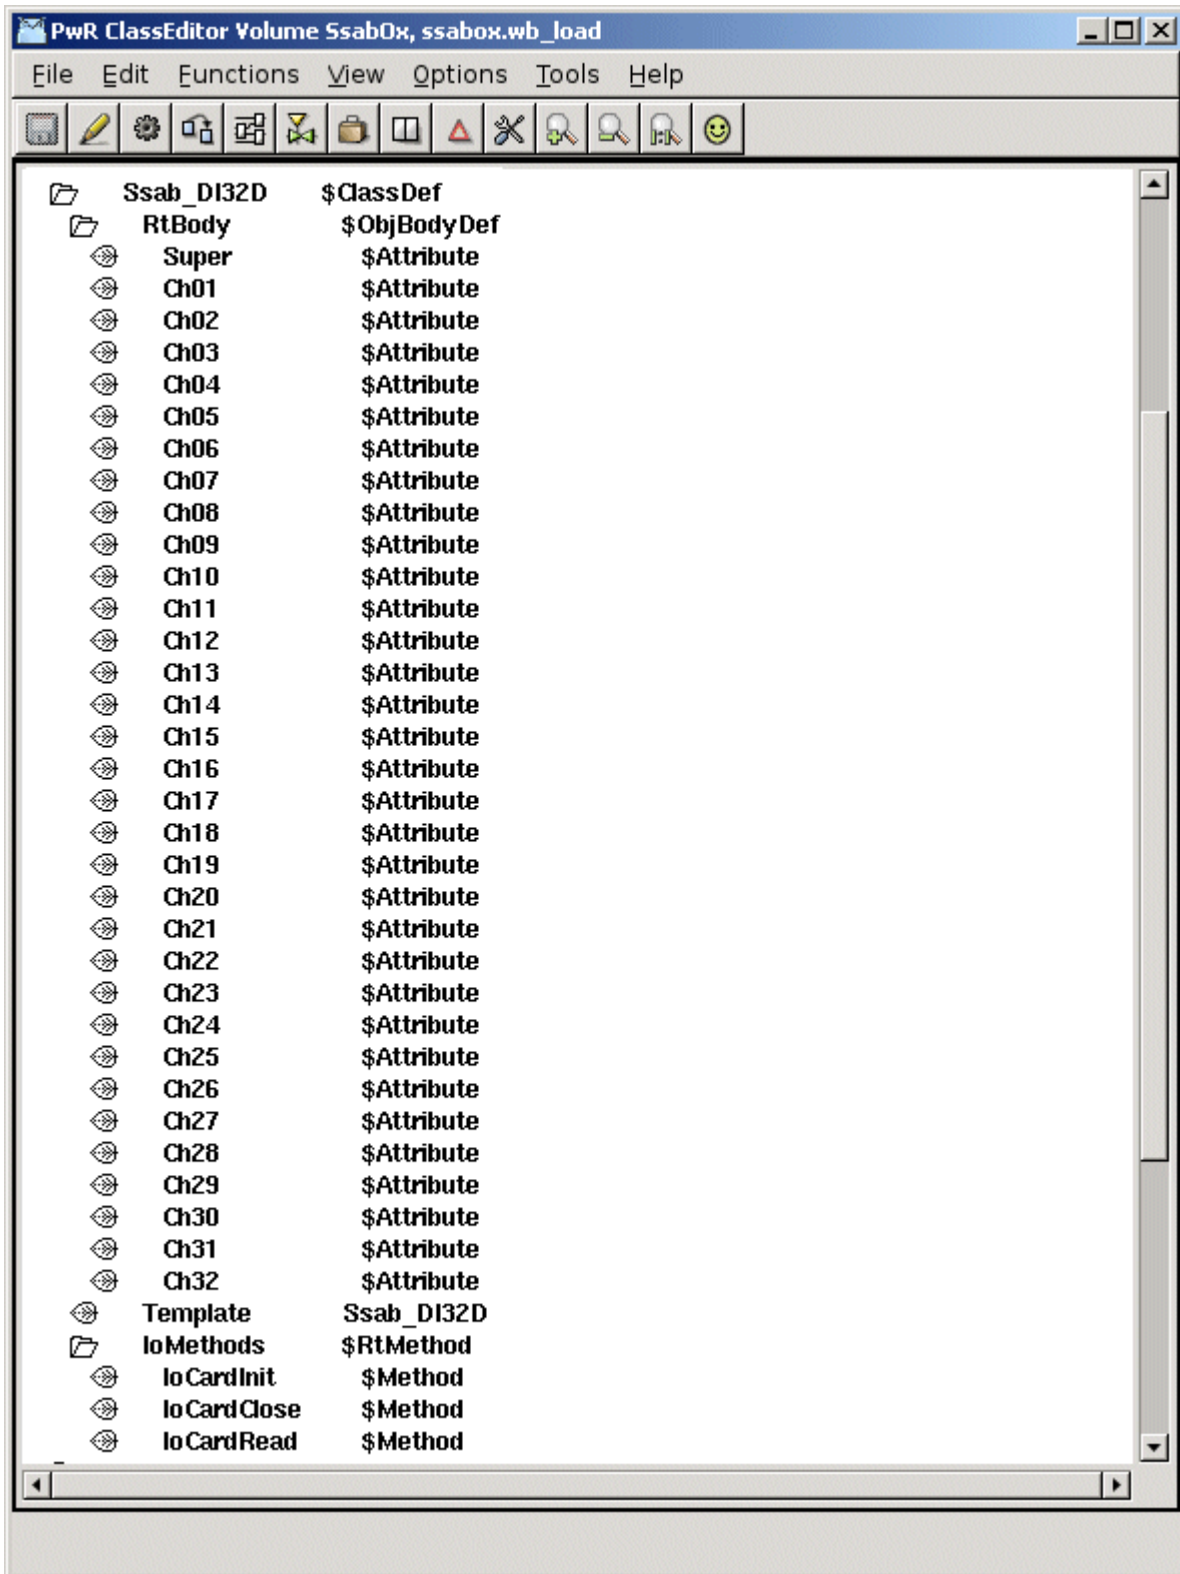 PwR ClassEditor Volume SsabOx, ssabox.wb_load
File Edit Functions View Options Tools Help
1:1
Ssab_DI32D $ClassDef
RtBody $ObjBodyDef
Super $Attribute
Ch01 $Attribute
Ch02 $Attribute
Ch03 $Attribute
Ch04 $Attribute
Ch05 $Attribute
Ch06 $Attribute
Ch07 $Attribute
Ch08 $Attribute
Ch09 $Attribute
Ch10 $Attribute
Ch11 $Attribute
Ch12 $Attribute
Ch13 $Attribute
Ch14 $Attribute
Ch15 $Attribute
Ch16 $Attribute
Ch17 $Attribute
Ch18 $Attribute
Ch19 $Attribute
Ch20 $Attribute
Ch21 $Attribute
Ch22 $Attribute
Ch23 $Attribute
Ch24 $Attribute
Ch25 $Attribute
Ch26 $Attribute
Ch27 $Attribute
Ch28 $Attribute
Ch29 $Attribute
Ch30 $Attribute
Ch31 $Attribute
Ch32 $Attribute
Template Ssab_DI32D
IoMethods $RtMethod
IoCardInit $Method
IoCardClose $Method
IoCardRead $Method